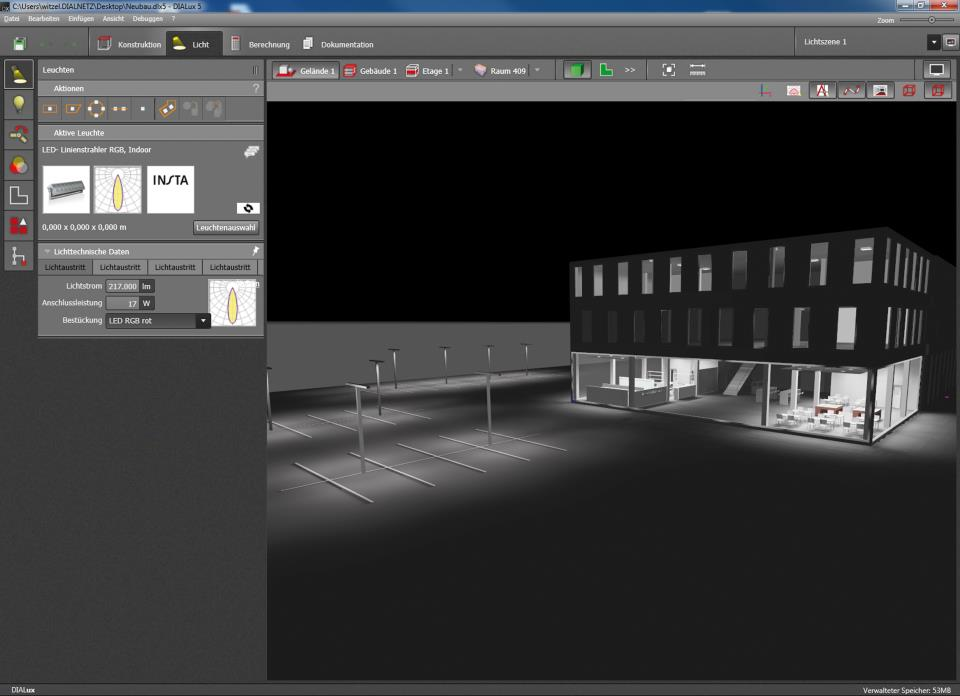 C:\Users\witzel.DIALNETZ\Desktop\Neubau.dlx5 - DIALux 5
Datei Bearbeiten Einfügen Ansicht Debuggen ?
Zoom
Konstruktion Licht Berechnung Dokumentation
Lichtszene 1
Leuchten
Gelände 1 Gebäude 1 Etage 1 Raum 409 >>
Aktionen ?
Aktive Leuchte
LED- Linienstrahler RGB, Indoor
INSTA
0,000 x 0,000 x 0,000 m
Leuchtenauswahl
Lichttechnische Daten
Lichtaustritt Lichtaustritt Lichtaustritt Lichtaustritt
Lichtstrom 217,000 lm
Anschlussleistung 17 W
Bestückung LED RGB rot
DIALux
Verwalteter Speicher: 53MB